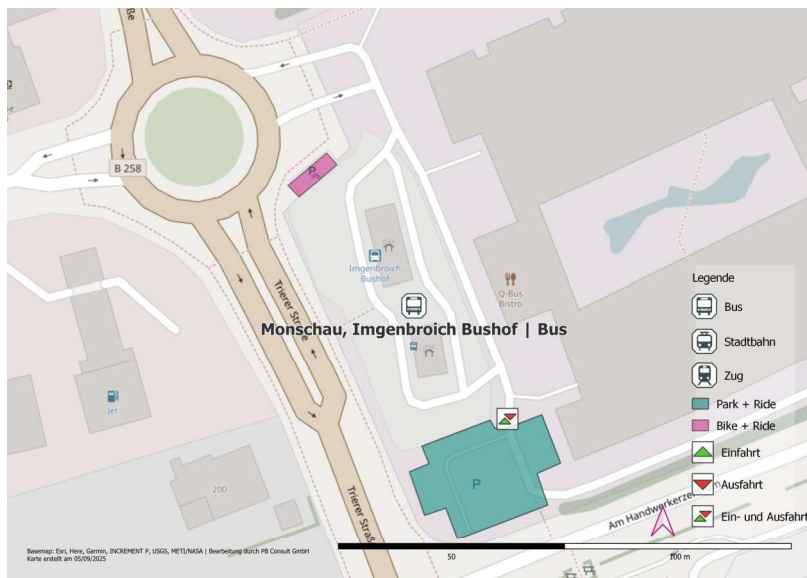 B 258
Trierer Straße
Imgenbroich
Bushof
Q-Bus
Bistro
Monschau, Imgenbroich Bushof | Bus
Jet
200
P
Trierer Straß
Am Handwerkerzen
Legende
Bus
Stadtbahn
Zug
Park + Ride
Bike + Ride
Einfahrt
Ausfahrt
Ein- und Ausfahrt
Basemap: Esri, Here, Garmin, INCREMENT P, USGS, METI/NASA | Bearbeitung durch PB Consult GmbH
Karte erstellt am 05/09/2025
50
100 m